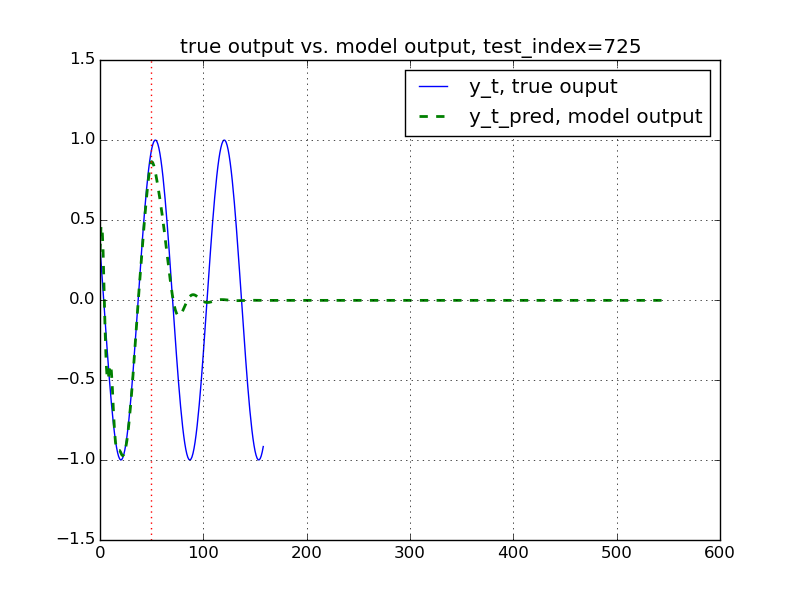 true output vs. model output, test_index=725
y_t, true ouput
y_t_pred, model output
1.5
1.0
0.5
0.0
−0.5
−1.0
−1.5
0 100 200 300 400 500 600